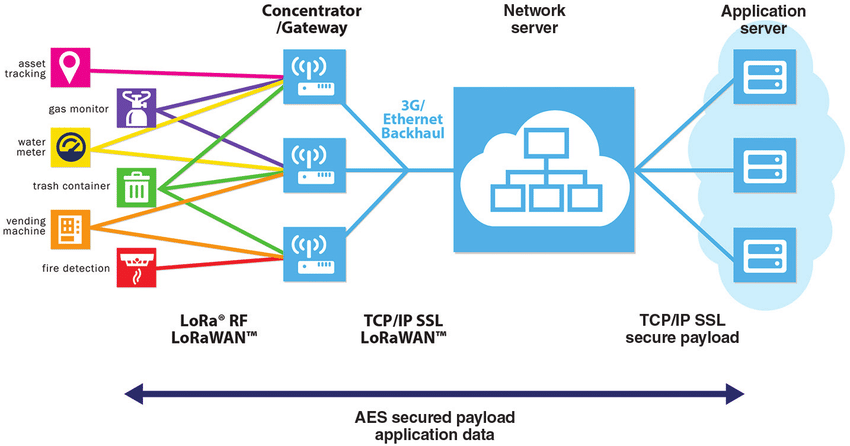 Concentrator
/Gateway
Network
server
Application
server
asset
tracking
gas monitor
water
meter
trash container
vending
machine
fire detection
3G/
Ethernet
Backhaul
LoRa® RF
LoRaWAN™
TCP/IP SSL
LoRaWAN™
TCP/IP SSL
secure payload
AES secured payload
application data